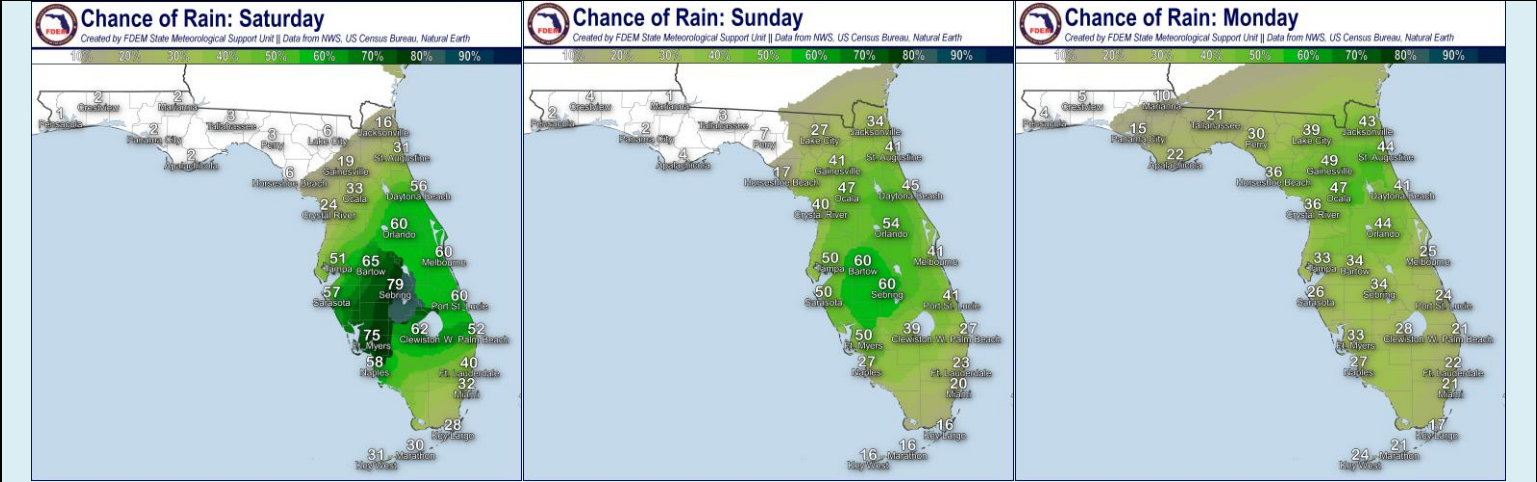 Chance of Rain: Saturday
Created by FDEM State Meteorological Support Unit || Data from NWS, US Census Bureau, Natural Earth
10% 20% 30% 40% 50% 60% 70% 80% 90%
FDEM
1
Pensacola
2
Crestview
2
Marianna
2
Panama City
3
Tallahassee
2
Apalachicola
3
Perry
6
Lake City
16
Jacksonville
31
St. Augustine
19
Gainesville
6
Horseshoe Beach
33
Ocala
56
Daytona Beach
24
Crystal River
60
Orlando
60
Melbourne
51
Tampa
65
Bartow
79
Sebring
57
Sarasota
60
Port St. Lucie
75
Ft. Myers
62
Clewiston
52
W. Palm Beach
58
Naples
40
Ft. Lauderdale
32
Miami
28
Key Largo
30
Marathon
31
Key West
Chance of Rain: Sunday
Created by FDEM State Meteorological Support Unit || Data from NWS, US Census Bureau, Natural Earth
10% 20% 30% 40% 50% 60% 70% 80% 90%
FDEM
2
Pensacola
4
Crestview
1
Marianna
2
Panama City
3
Tallahassee
4
Apalachicola
7
Perry
27
Lake City
34
Jacksonville
41
St. Augustine
41
Gainesville
17
Horseshoe Beach
47
Ocala
45
Daytona Beach
40
Crystal River
54
Orlando
41
Melbourne
50
Tampa
60
Bartow
60
Sebring
50
Sarasota
41
Port St. Lucie
50
Ft. Myers
39
Clewiston
27
W. Palm Beach
27
Naples
23
Ft. Lauderdale
20
Miami
16
Key Largo
16
Marathon
16
Key West
Chance of Rain: Monday
Created by FDEM State Meteorological Support Unit || Data from NWS, US Census Bureau, Natural Earth
10% 20% 30% 40% 50% 60% 70% 80% 90%
FDEM
4
Pensacola
5
Crestview
10
Marianna
15
Panama City
21
Tallahassee
22
Apalachicola
30
Perry
39
Lake City
43
Jacksonville
44
St. Augustine
49
Gainesville
36
Horseshoe Beach
47
Ocala
41
Daytona Beach
36
Crystal River
44
Orlando
25
Melbourne
33
Tampa
34
Bartow
34
Sebring
26
Sarasota
24
Port St. Lucie
33
Ft. Myers
28
Clewiston
21
W. Palm Beach
27
Naples
22
Ft. Lauderdale
21
Miami
17
Key Largo
21
Marathon
24
Key West